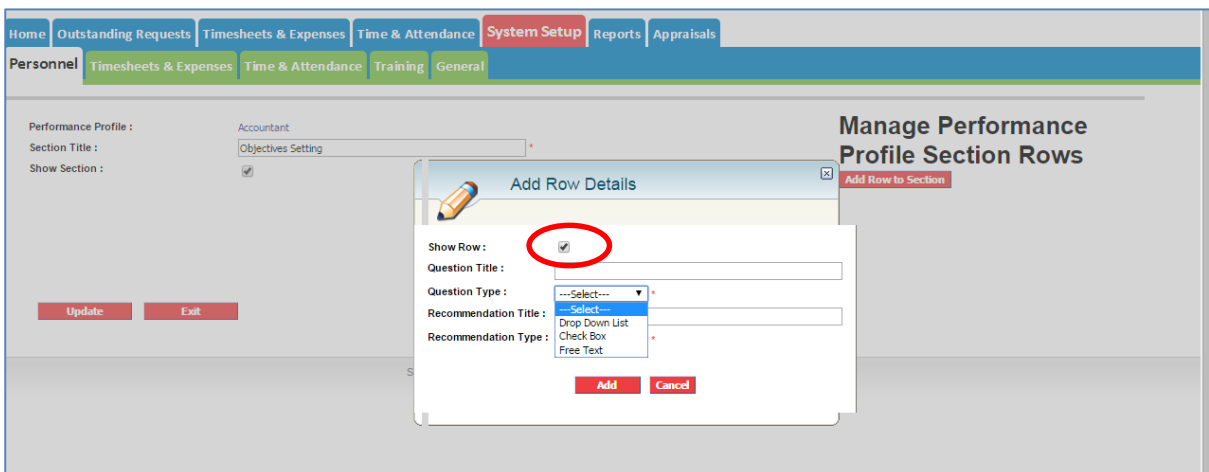 Home Outstanding Requests Timesheets & Expenses Time & Attendance System Setup Reports Appraisals
Personnel Timesheets & Expenses Time & Attendance Training General
Performance Profile : Accountant
Section Title : Objectives Setting *
Show Section :
Manage Performance
Profile Section Rows
Add Row to Section
Add Row Details
Show Row :
Question Title :
Question Type : ---Select--- *
---Select---
Recommendation Title :
Drop Down List
Recommendation Type : Check Box *
Free Text
Update Exit
Add Cancel
S